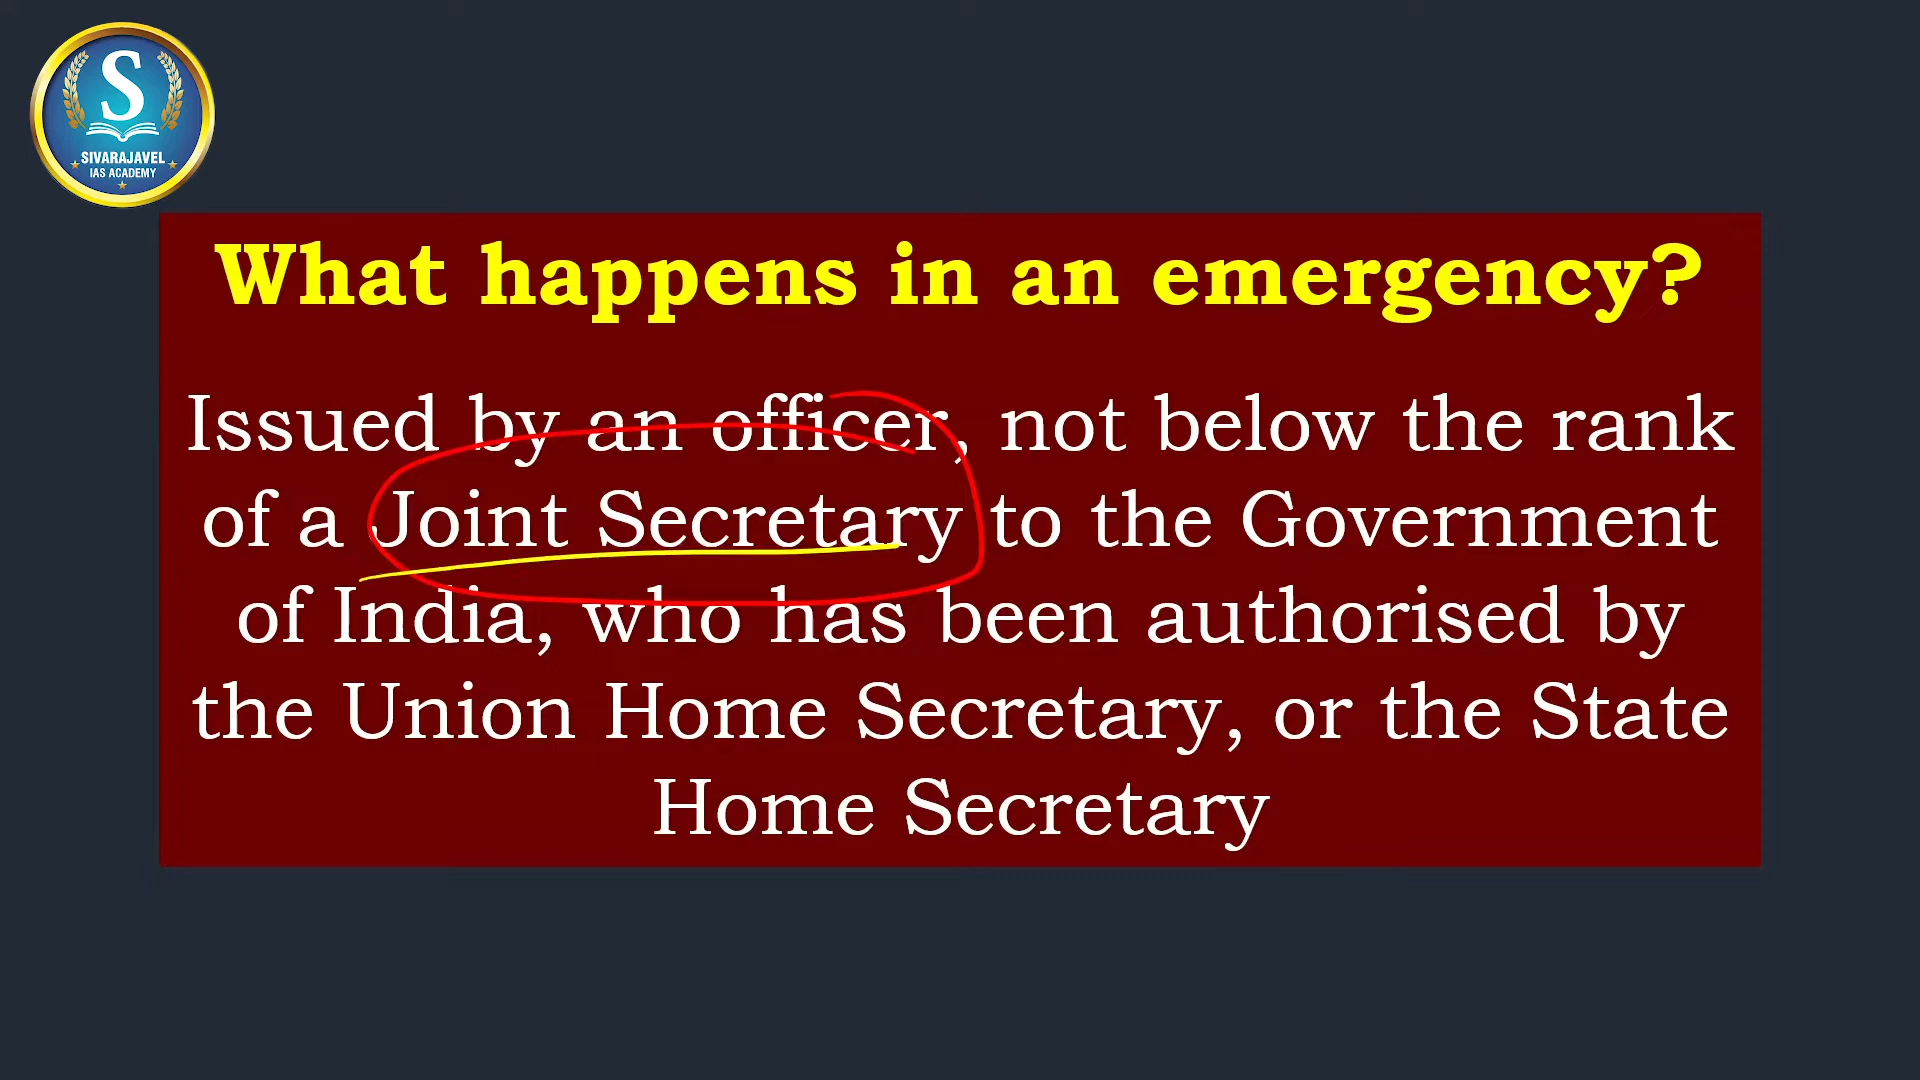 S
SIVARAJAVEL
IAS ACADEMY
What happens in an emergency?
Issued by an officer, not below the rank
of a Joint Secretary to the Government
of India, who has been authorised by
the Union Home Secretary, or the State
Home Secretary